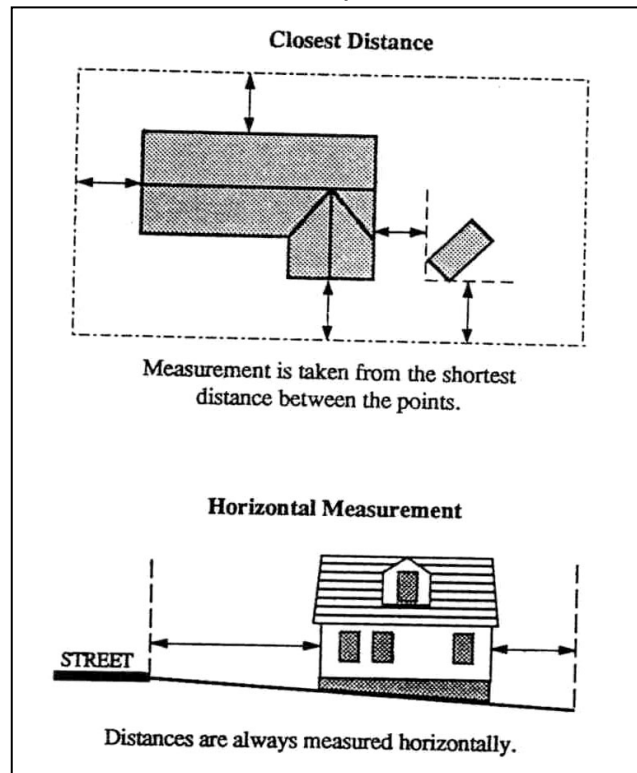 Closest Distance
Measurement is taken from the shortest
distance between the points.
Horizontal Measurement
STREET
Distances are always measured horizontally.